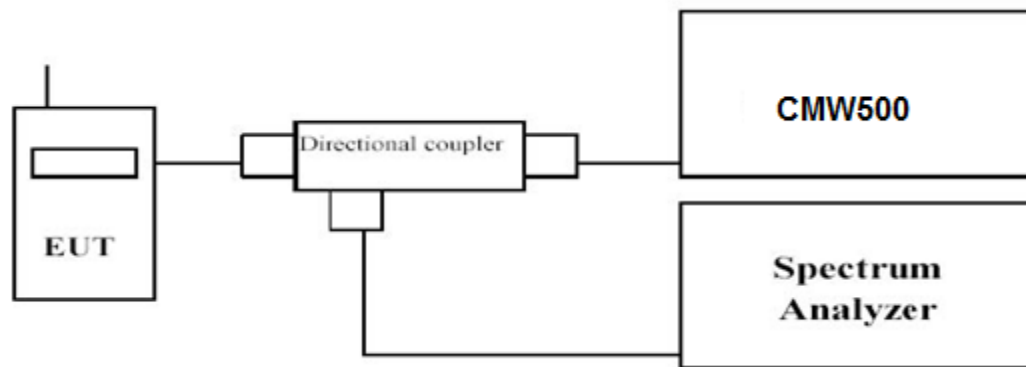 CMW500
Directional coupler
EUT
Spectrum
Analyzer